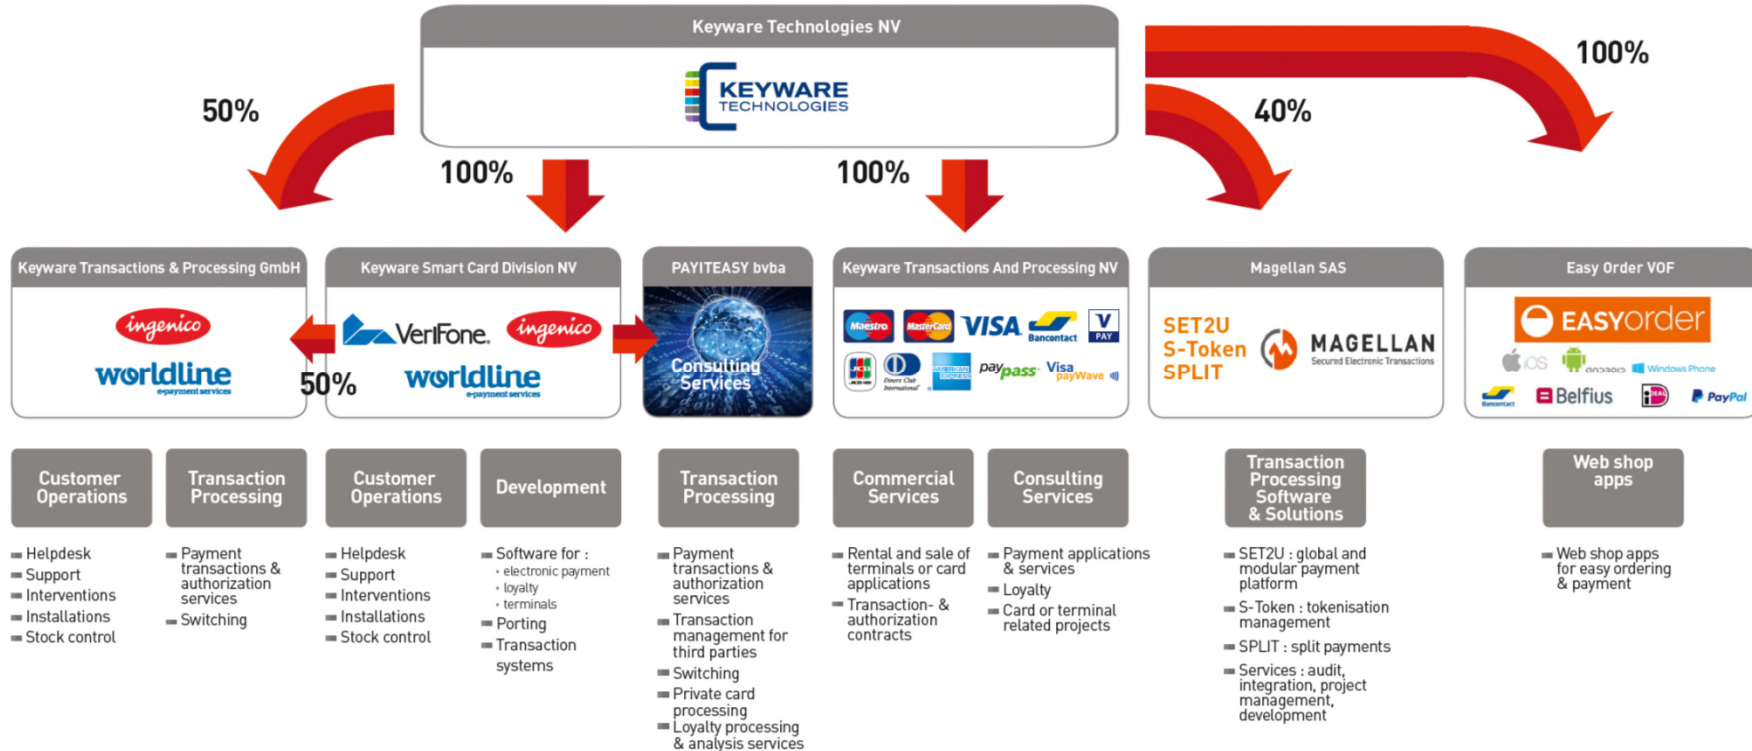 Keyware Technologies NV
KEYWARE
TECHNOLOGIES
50%
100%
100%
40%
100%
Keyware Transactions & Processing GmbH
ingenico
worldline
e-payment services
50%
Keyware Smart Card Division NV
VeriFone.
ingenico
worldline
e-payment services
PAYITEASY bvba
Consulting
Services
Keyware Transactions And Processing NV
Maestro
MasterCard
VISA
Bancontact
V
PAY
JCB
Diners Club
International
AMERICAN
EXPRESS
paypass
Visa
payWave
Magellan SAS
SET2U
S-Token
SPLIT
MAGELLAN
Secured Electronic Transactions
Easy Order VOF
EASYorder
iOS
ANDROID
Windows Phone
Bancontact
Belfius
iDEAL
PayPal
Customer
Operations
Helpdesk
Support
Interventions
Installations
Stock control
Transaction
Processing
Payment
transactions &
authorization
services
Switching
Customer
Operations
Helpdesk
Support
Interventions
Installations
Stock control
Development
Software for :
• electronic payment
• loyalty
• terminals
Porting
Transaction
systems
Transaction
Processing
Payment
transactions &
authorization
services
Transaction
management for
third parties
Switching
Private card
processing
Loyalty processing
& analysis services
Commercial
Services
Rental and sale of
terminals or card
applications
Transaction- &
authorization
contracts
Consulting
Services
Payment applications
& services
Loyalty
Card or terminal
related projects
Transaction
Processing
Software
& Solutions
SET2U : global and
modular payment
platform
S-Token : tokenisation
management
SPLIT : split payments
Services : audit,
integration, project
management,
development
Web shop
apps
Web shop apps
for easy ordering
& payment